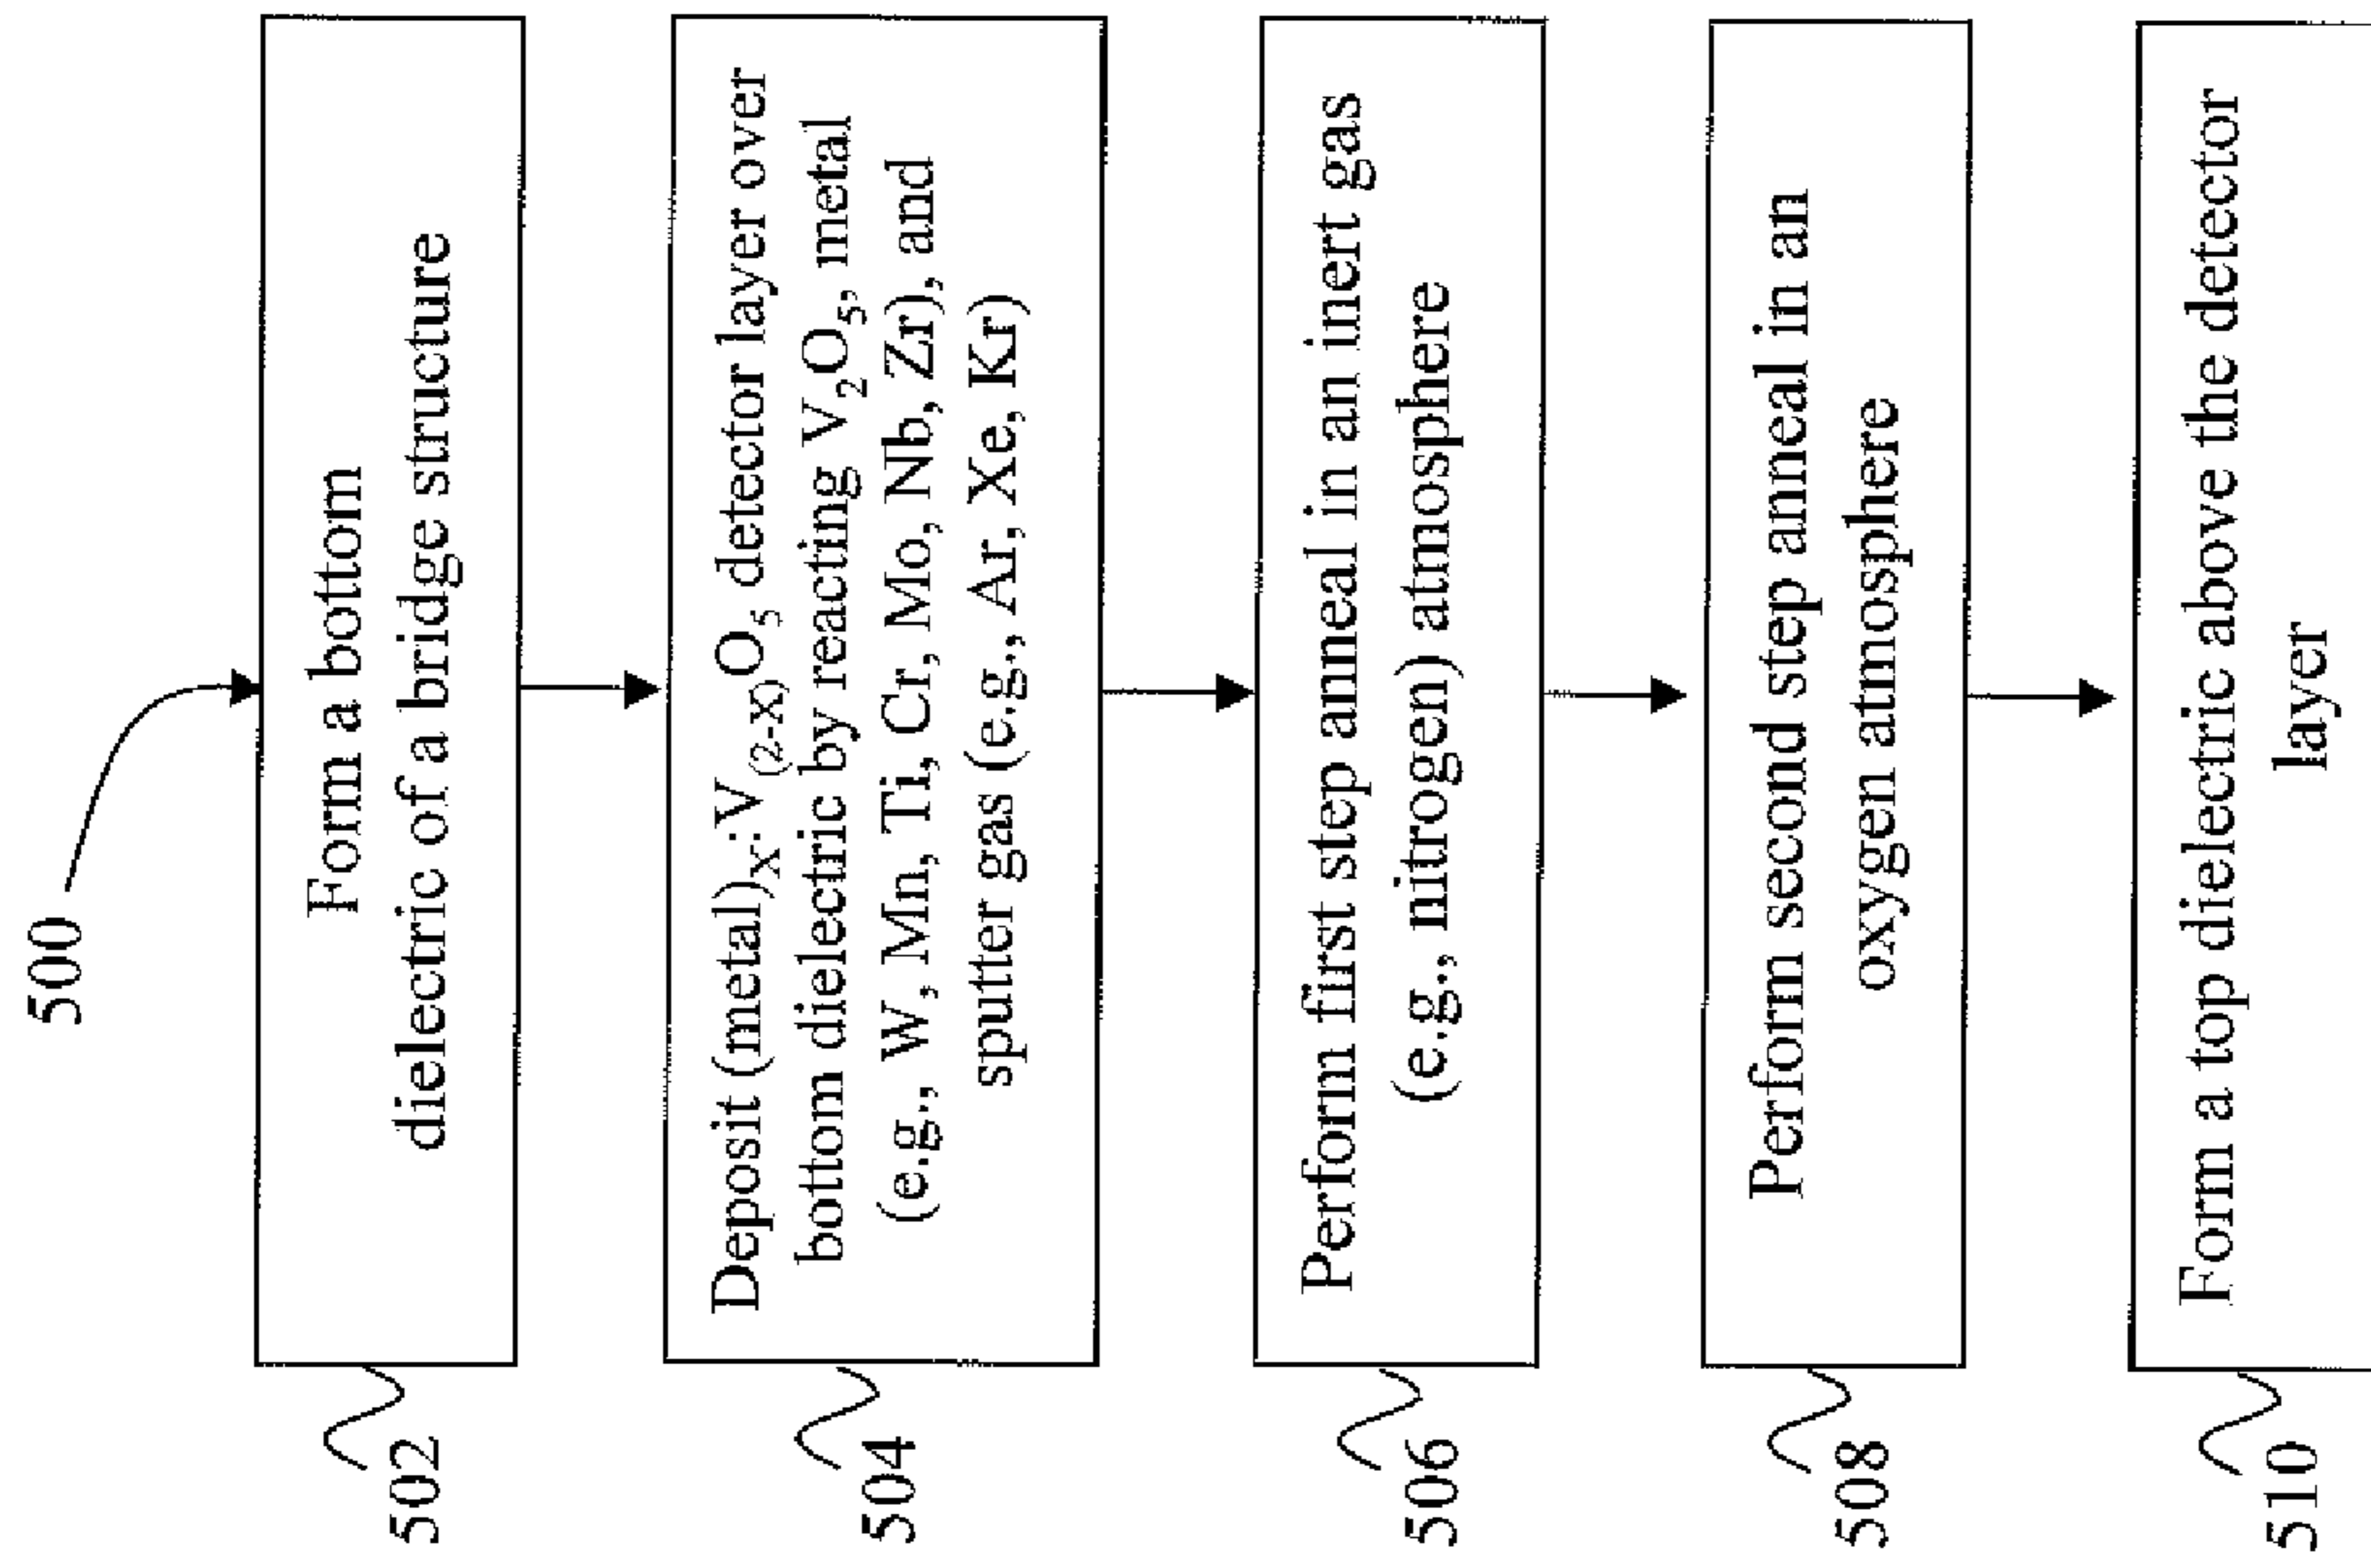 500
502
Form a bottom
dielectric of a bridge structure
504
Deposit (metal)ₓ:V₍₂₋ₓ₎O₅ detector layer over
bottom dielectric by reacting V₂O₅, metal
(e.g., W, Mn, Ti, Cr, Mo, Nb, Zr), and
sputter gas (e.g., Ar, Xe, Kr)
506
Perform first step anneal in an inert gas
(e.g., nitrogen) atmosphere
508
Perform second step anneal in an
oxygen atmosphere
510
Form a top dielectric above the detector
layer